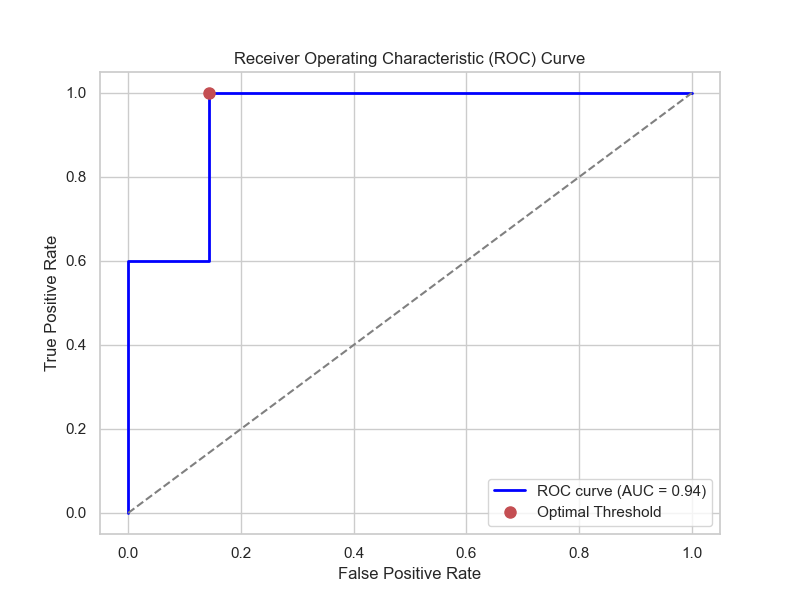 Receiver Operating Characteristic (ROC) Curve
1.0
0.8
0.6
0.4
0.2
0.0
True Positive Rate
0.0 0.2 0.4 0.6 0.8 1.0
False Positive Rate
ROC curve (AUC = 0.94)
Optimal Threshold